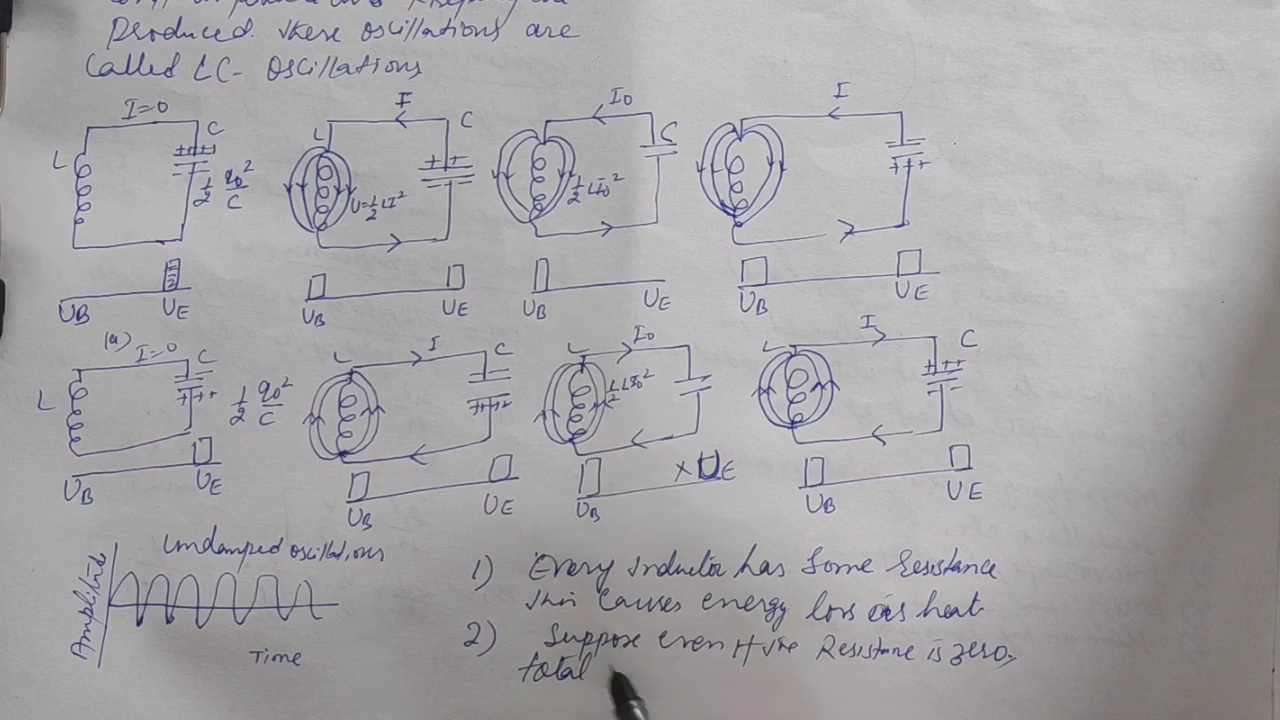 Produced. These oscillations are
Called LC- Oscillations
I=0
L
C
1/2 q0²/C
UB UE
I
L
C
U=1/2 LI²
UB UE
I0
C
1/2 LI0²
UB UE
I
UB UE
(a)
I=0
L
C
1/2 q0²/C
UB UE
L
I
C
UB UE
L
I0
UB × UE
L
I
C
UB UE
Undamped oscillations
Amplitude
Time
1) Every inductor has some resistance
this causes energy loss as heat
2) Suppose even if the Resistane is zero,
total